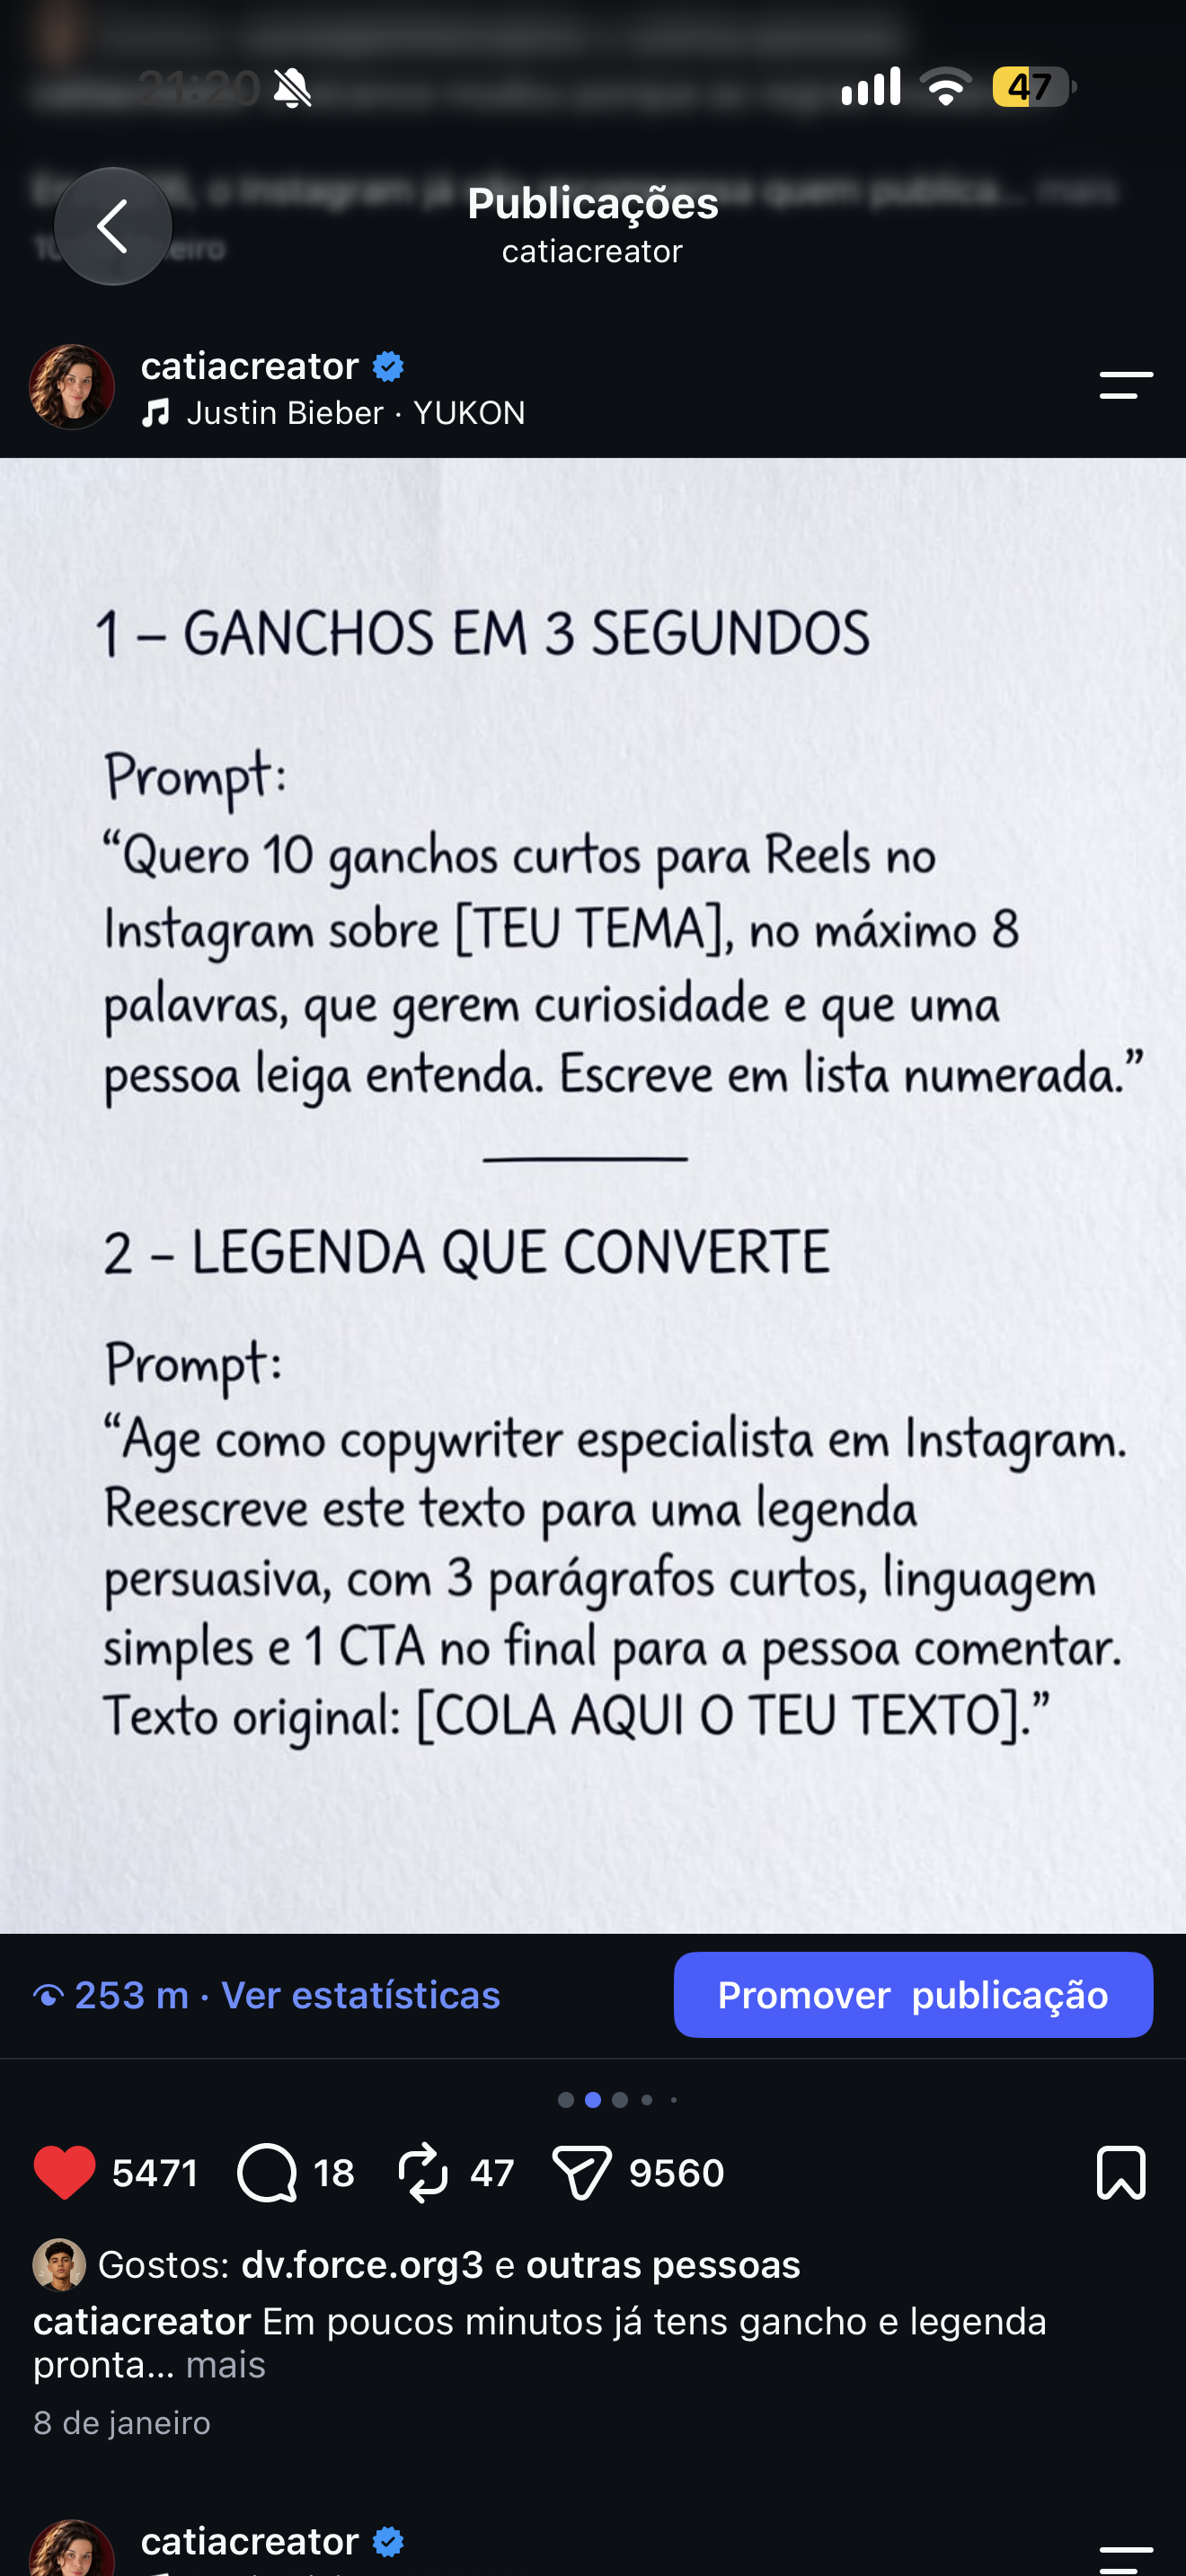 21:20
47
Publicações
catiacreator
catiacreator
Justin Bieber · YUKON
1 – GANCHOS EM 3 SEGUNDOS
Prompt:
“Quero 10 ganchos curtos para Reels no
Instagram sobre [TEU TEMA], no máximo 8
palavras, que gerem curiosidade e que uma
pessoa leiga entenda. Escreve em lista numerada.”
2 – LEGENDA QUE CONVERTE
Prompt:
“Age como copywriter especialista em Instagram.
Reescreve este texto para uma legenda
persuasiva, com 3 parágrafos curtos, linguagem
simples e 1 CTA no final para a pessoa comentar.
Texto original: [COLA AQUI O TEU TEXTO].”
253 m · Ver estatísticas
Promover publicação
5471 18 47 9560
Gostos: dv.force.org3 e outras pessoas
catiacreator Em poucos minutos já tens gancho e legenda
pronta... mais
8 de janeiro
catiacreator